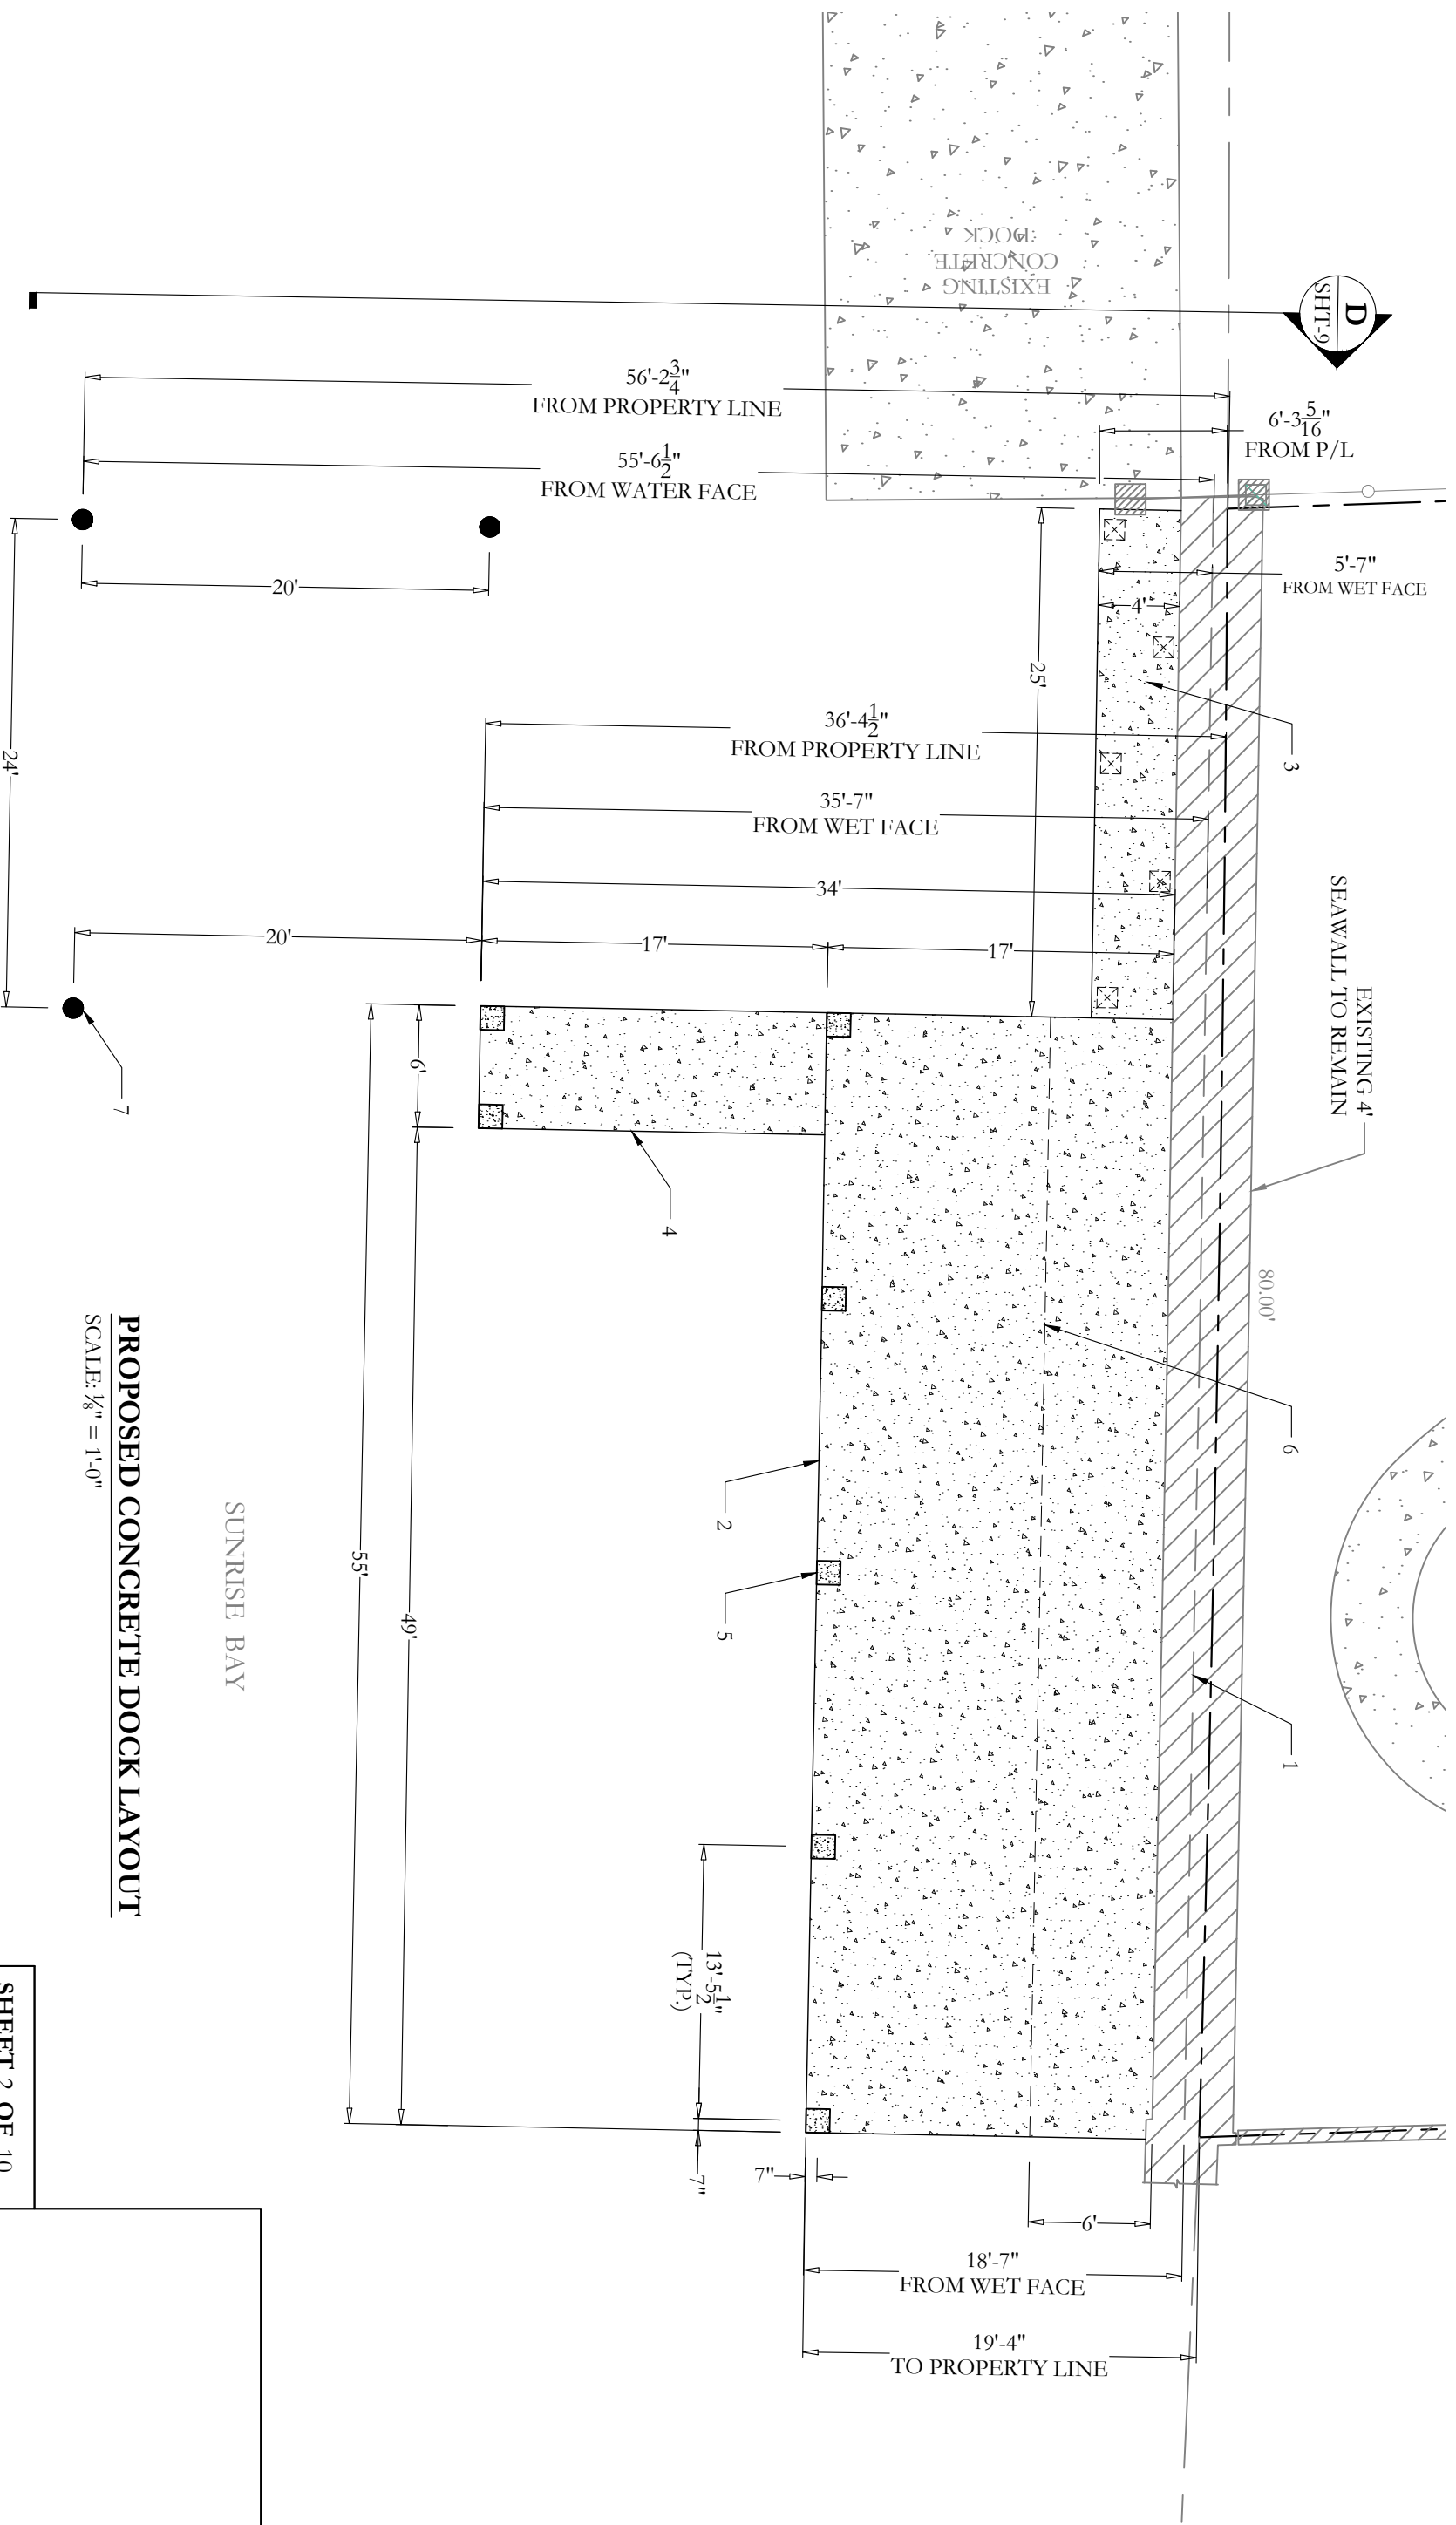 EXISTING
CONCRETE
DOCK
D
SHT-9
56'-2 3/4"
FROM PROPERTY LINE
6'-3 5/16"
FROM P/L
55'-6 1/2"
FROM WATER FACE
5'-7"
FROM WET FACE
4'
20'
24'
25'
3
36'-4 1/2"
FROM PROPERTY LINE
35'-7"
FROM WET FACE
34'
20'
17'
17'
EXISTING 4'
SEAWALL TO REMAIN
7
6'
4
80.00'
6
2
5
1
55'
49'
SUNRISE BAY
13'-5 1/2"
(TYP.)
7"
7"
6'
18'-7"
FROM WET FACE
19'-4"
TO PROPERTY LINE
PROPOSED CONCRETE DOCK LAYOUT
SCALE: 1/8" = 1'-0"
SHEET 2 OF 10